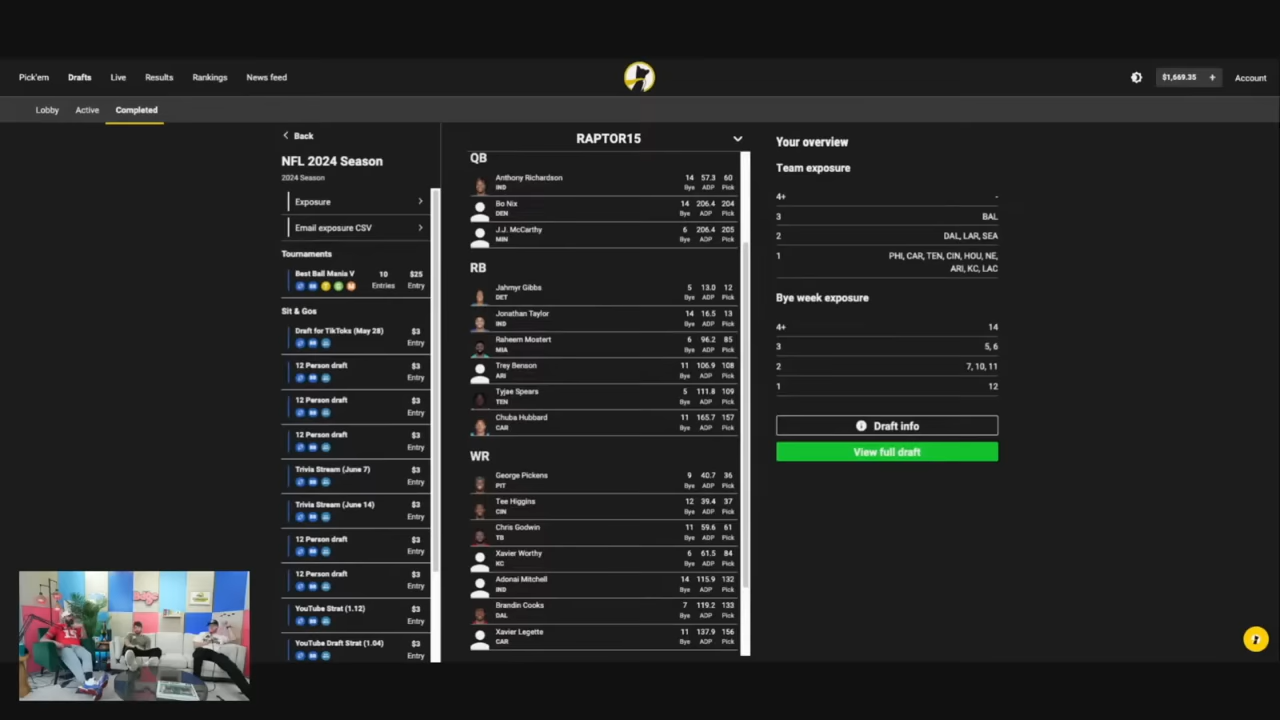 Pick'em Drafts Live Results Rankings News feed $1,669.35 + Account
Lobby Active Completed
Back
NFL 2024 Season
2024 Season
Exposure
Email exposure CSV
Tournaments
Best Ball Mania V 10 $25
Entries Entry
Sit & Gos
Draft for TikToks (May 28) $3
Entry
12 Person draft $3
Entry
12 Person draft $3
Entry
12 Person draft $3
Entry
Trivia Stream (June 7) $3
Entry
Trivia Stream (June 14) $3
Entry
12 Person draft $3
Entry
12 Person draft $3
Entry
YouTube Strat (1.12) $3
Entry
YouTube Draft Strat (1.04) $3
Entry
RAPTOR15
QB
Anthony Richardson 14 57.3 60
IND Bye ADP Pick
Bo Nix 14 206.4 204
DEN Bye ADP Pick
J.J. McCarthy 6 206.4 205
MIN Bye ADP Pick
RB
Jahmyr Gibbs 5 13.0 12
DET Bye ADP Pick
Jonathan Taylor 14 16.5 13
IND Bye ADP Pick
Raheem Mostert 6 96.2 85
MIA Bye ADP Pick
Trey Benson 11 106.9 108
ARI Bye ADP Pick
Tyjae Spears 5 111.8 109
TEN Bye ADP Pick
Chuba Hubbard 11 165.7 157
CAR Bye ADP Pick
WR
George Pickens 9 40.7 36
PIT Bye ADP Pick
Tee Higgins 12 39.4 37
CIN Bye ADP Pick
Chris Godwin 11 59.6 61
TB Bye ADP Pick
Xavier Worthy 6 61.5 84
KC Bye ADP Pick
Adonai Mitchell 14 115.9 132
IND Bye ADP Pick
Brandin Cooks 7 119.2 133
DAL Bye ADP Pick
Xavier Legette 11 137.9 156
CAR Bye ADP Pick
Your overview
Team exposure
4+ -
3 BAL
2 DAL, LAR, SEA
1 PHI, CAR, TEN, CIN, HOU, NE,
ARI, KC, LAC
Bye week exposure
4+ 14
3 5, 6
2 7, 10, 11
1 12
Draft info
View full draft